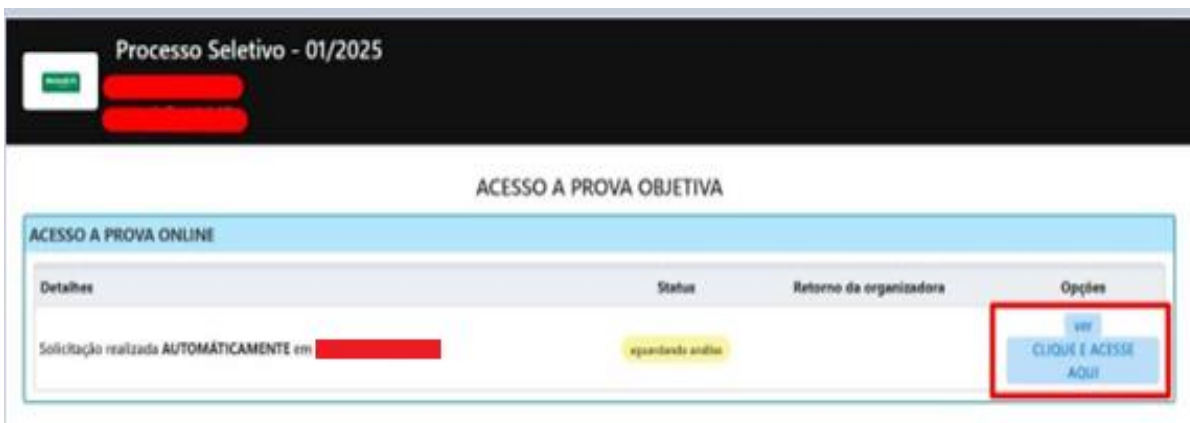 Processo Seletivo - 01/2025
ACESSO A PROVA OBJETIVA
ACESSO A PROVA ONLINE
Detalhes Status Retorno da organizadora Opções
Solicitação realizada AUTOMÁTICAMENTE em aguardando análise ver
CLIQUE E ACESSE
AQUI